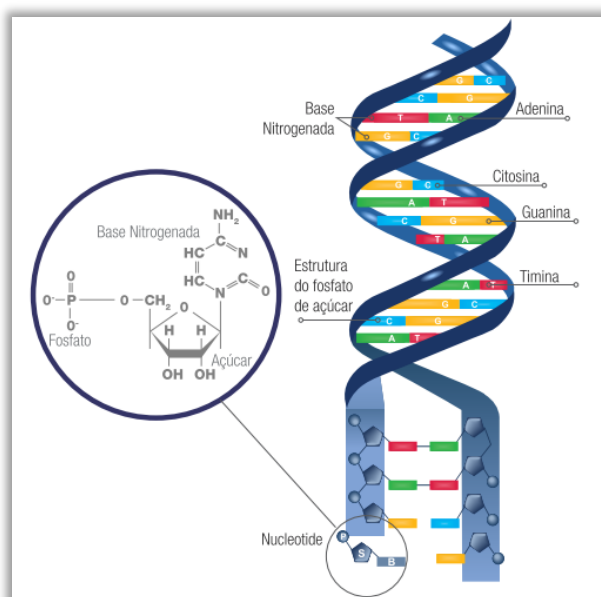 G C
C G
Base
Nitrogenada
T A
Adenina
G C
G C
Citosina
A T
C G
Guanina
T A
Estrutura
do fosfato
de açúcar
A T
Timina
G C
C G
A T
NH₂
Base Nitrogenada
C
HC N
HC C O
N
O
O⁻ P O CH₂
O⁻
O⁻
Fosfato
O
H H
Açúcar
OH OH
Nucleotide
P
S
B